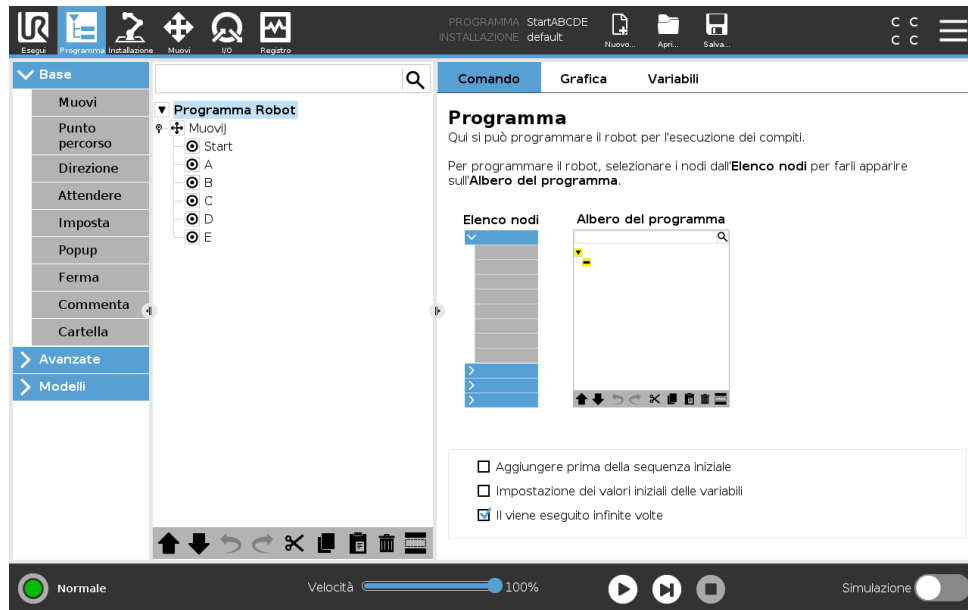 PROGRAMMA StartABCDE
INSTALLAZIONE default
UR
Esegui
Programma
Installazione
Muovi
I/O
Registro
Nuovo...
Apri...
Salva...
C C
C C
Base
Muovi
Punto
percorso
Direzione
Attendere
Imposta
Popup
Ferma
Commenta
Cartella
Avanzate
Modelli
Programma Robot
MuoviJ
Start
A
B
C
D
E
Comando
Grafica
Variabili
Programma
Qui si può programmare il robot per l'esecuzione dei compiti.
Per programmare il robot, selezionare i nodi dall'Elenco nodi per farli apparire
sull'Albero del programma.
Elenco nodi
Albero del programma
Aggiungere prima della sequenza iniziale
Impostazione dei valori iniziali delle variabili
Il viene eseguito infinite volte
Normale
Velocità
100%
Simulazione